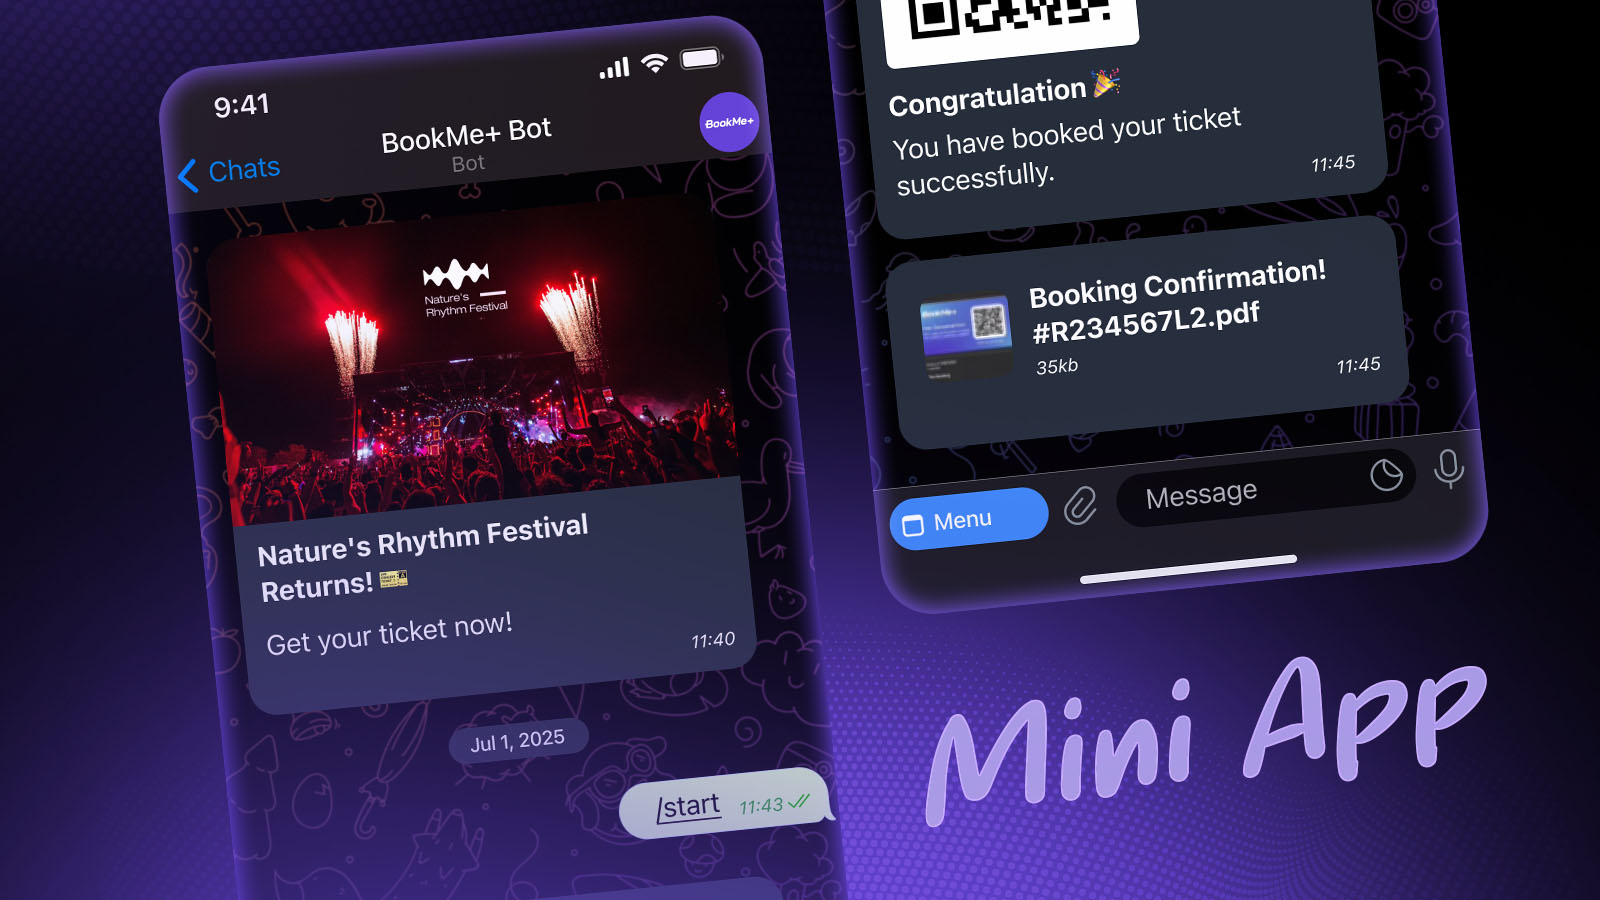 9:41
Chats
BookMe+ Bot
Bot
BookMe+
Nature's
Rhythm Festival
Nature's Rhythm Festival
Returns! 🎫
Get your ticket now!
11:40
Jul 1, 2025
/start
11:43
Congratulation 🎉
You have booked your ticket
successfully.
11:45
BookMe+
Booking Confirmation!
#R234567L2.pdf
35kb
11:45
Menu
Message
Mini App